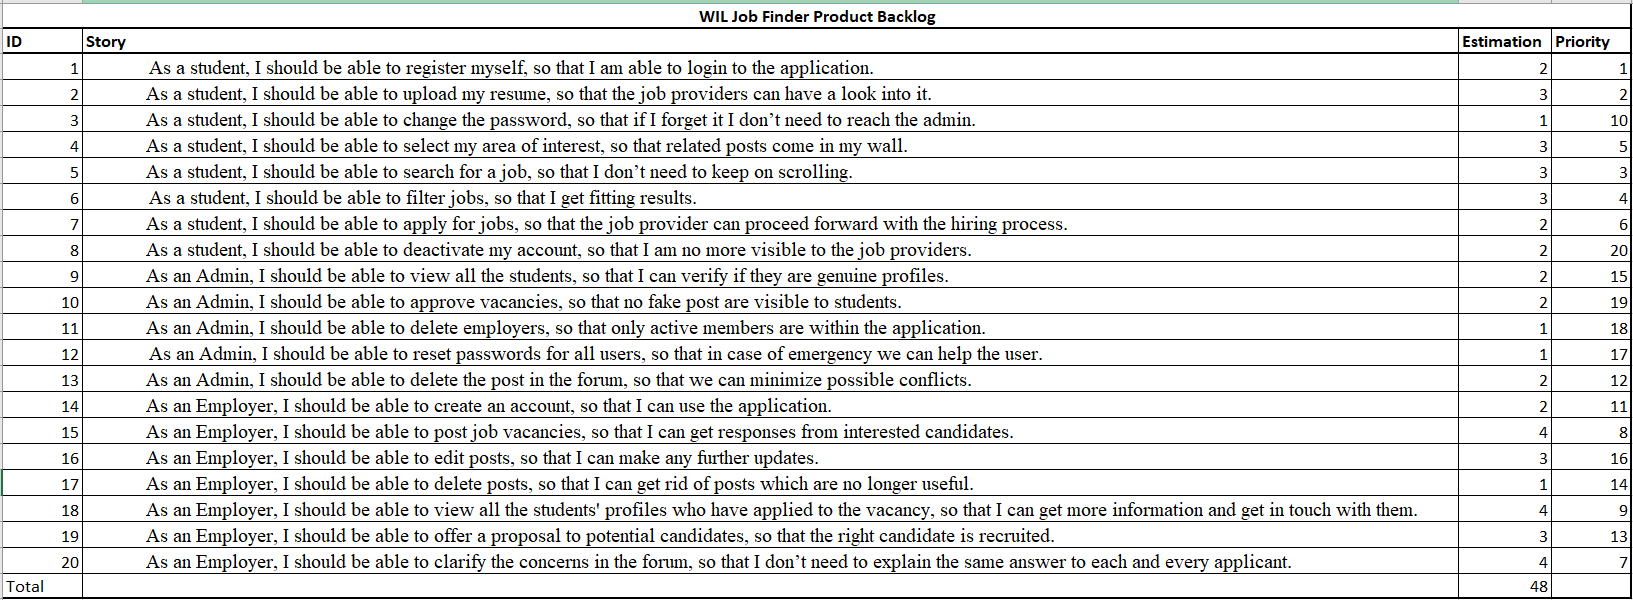 WIL Job Finder Product Backlog
ID Story Estimation Priority
1 As a student, I should be able to register myself, so that I am able to login to the application. 2 1
2 As a student, I should be able to upload my resume, so that the job providers can have a look into it. 3 2
3 As a student, I should be able to change the password, so that if I forget it I don’t need to reach the admin. 1 10
4 As a student, I should be able to select my area of interest, so that related posts come in my wall. 3 5
5 As a student, I should be able to search for a job, so that I don’t need to keep on scrolling. 3 3
6 As a student, I should be able to filter jobs, so that I get fitting results. 3 4
7 As a student, I should be able to apply for jobs, so that the job provider can proceed forward with the hiring process. 2 6
8 As a student, I should be able to deactivate my account, so that I am no more visible to the job providers. 2 20
9 As an Admin, I should be able to view all the students, so that I can verify if they are genuine profiles. 2 15
10 As an Admin, I should be able to approve vacancies, so that no fake post are visible to students. 2 19
11 As an Admin, I should be able to delete employers, so that only active members are within the application. 1 18
12 As an Admin, I should be able to reset passwords for all users, so that in case of emergency we can help the user. 1 17
13 As an Admin, I should be able to delete the post in the forum, so that we can minimize possible conflicts. 2 12
14 As an Employer, I should be able to create an account, so that I can use the application. 2 11
15 As an Employer, I should be able to post job vacancies, so that I can get responses from interested candidates. 4 8
16 As an Employer, I should be able to edit posts, so that I can make any further updates. 3 16
17 As an Employer, I should be able to delete posts, so that I can get rid of posts which are no longer useful. 1 14
18 As an Employer, I should be able to view all the students' profiles who have applied to the vacancy, so that I can get more information and get in touch with them. 4 9
19 As an Employer, I should be able to offer a proposal to potential candidates, so that the right candidate is recruited. 3 13
20 As an Employer, I should be able to clarify the concerns in the forum, so that I don’t need to explain the same answer to each and every applicant. 4 7
Total 48